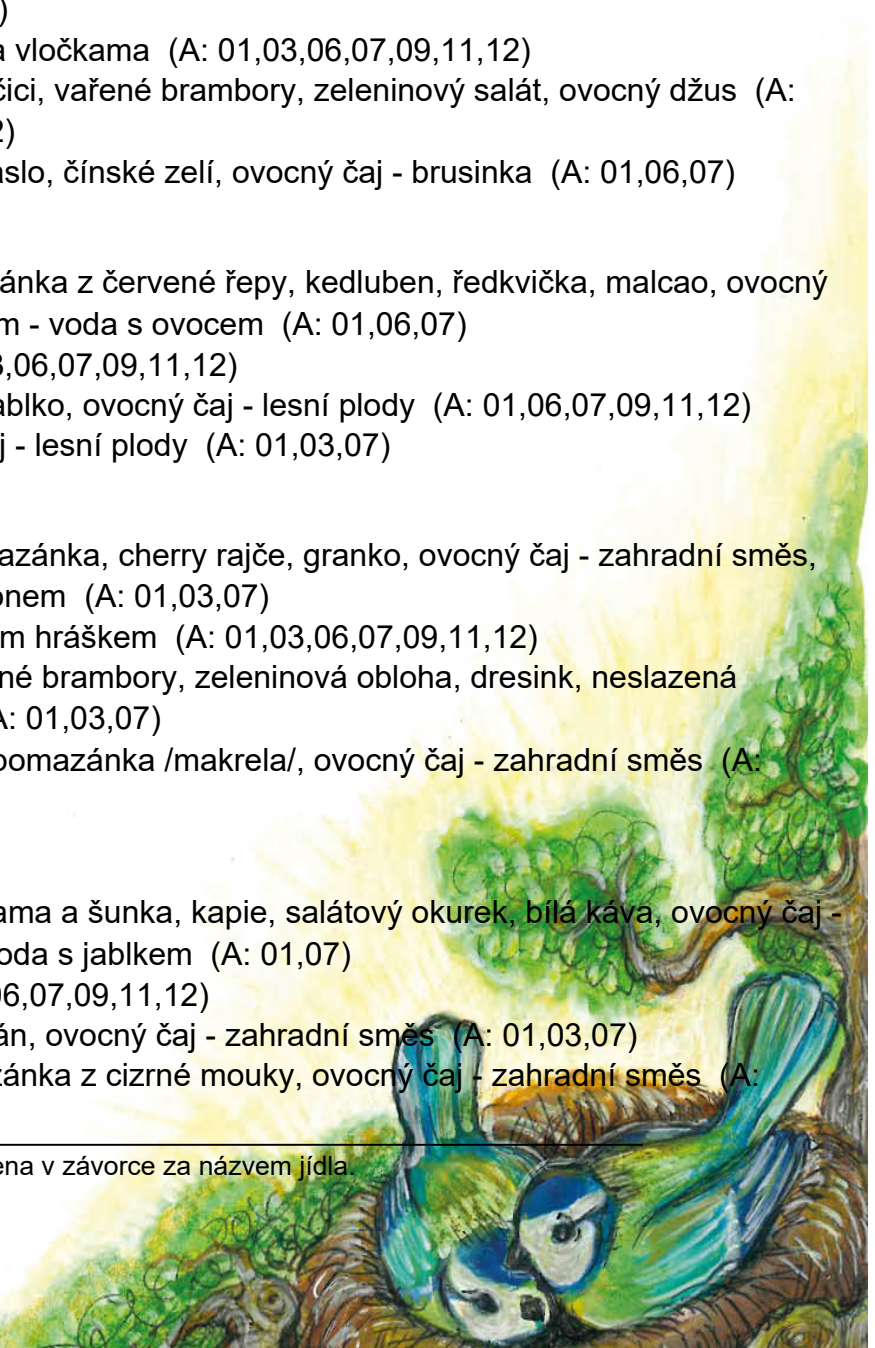 )
a vločkama (A: 01,03,06,07,09,11,12)
čici, vařené brambory, zeleninový salát, ovocný džus (A:
2)
aslo, čínské zelí, ovocný čaj - brusinka (A: 01,06,07)
ánka z červené řepy, kedluben, ředkvička, malcao, ovocný
m - voda s ovocem (A: 01,06,07)
3,06,07,09,11,12)
ablko, ovocný čaj - lesní plody (A: 01,06,07,09,11,12)
j - lesní plody (A: 01,03,07)
azánka, cherry rajče, granko, ovocný čaj - zahradní směs,
onem (A: 01,03,07)
m hráškem (A: 01,03,06,07,09,11,12)
né brambory, zeleninová obloha, dresink, neslazená
A: 01,03,07)
pomazánka /makrela/, ovocný čaj - zahradní směs (A:
ama a šunka, kapie, salátový okurek, bílá káva, ovocný čaj -
oda s jablkem (A: 01,07)
06,07,09,11,12)
án, ovocný čaj - zahradní směs (A: 01,03,07)
zánka z cizrné mouky, ovocný čaj - zahradní směs (A:
ena v závorce za názvem jídla.